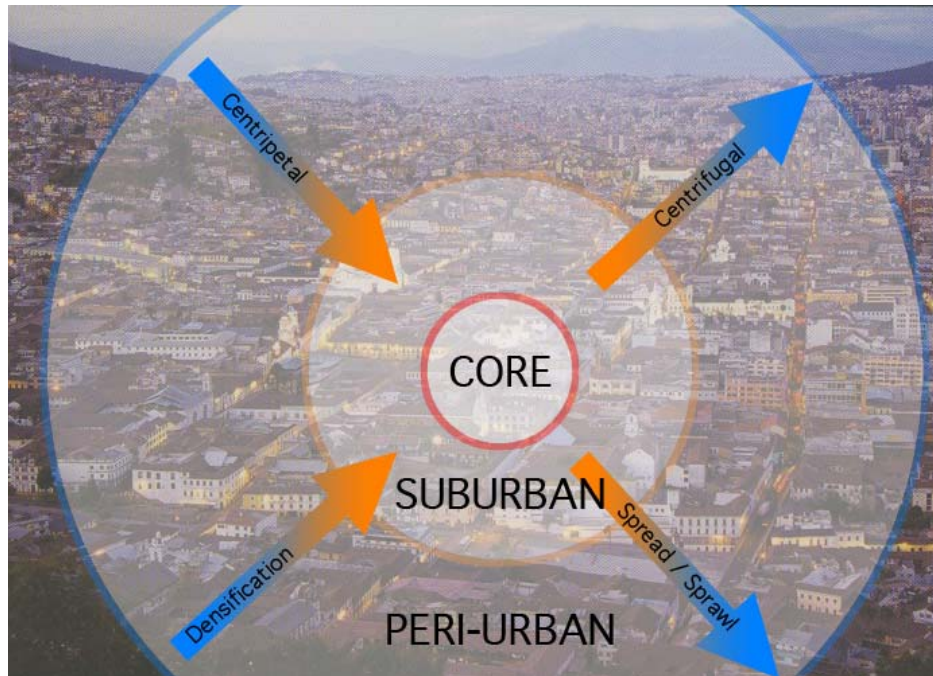 Centripetal
Centrifugal
CORE
SUBURBAN
Densification
Spread / Sprawl
PERI-URBAN